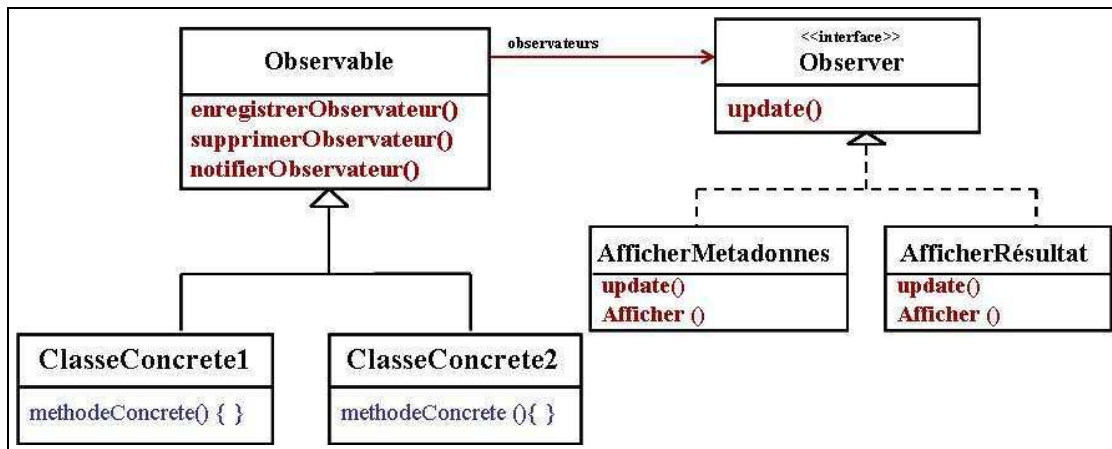 Observable
enregistrerObservateur()
supprimerObservateur()
notifierObservateur()
observateurs
<<interface>>
Observer
update()
AfficherMetadonnes
update()
Afficher ()
AfficherRésultat
update()
Afficher ()
ClasseConcrete1
methodeConcrete() { }
ClasseConcrete2
methodeConcrete (){ }